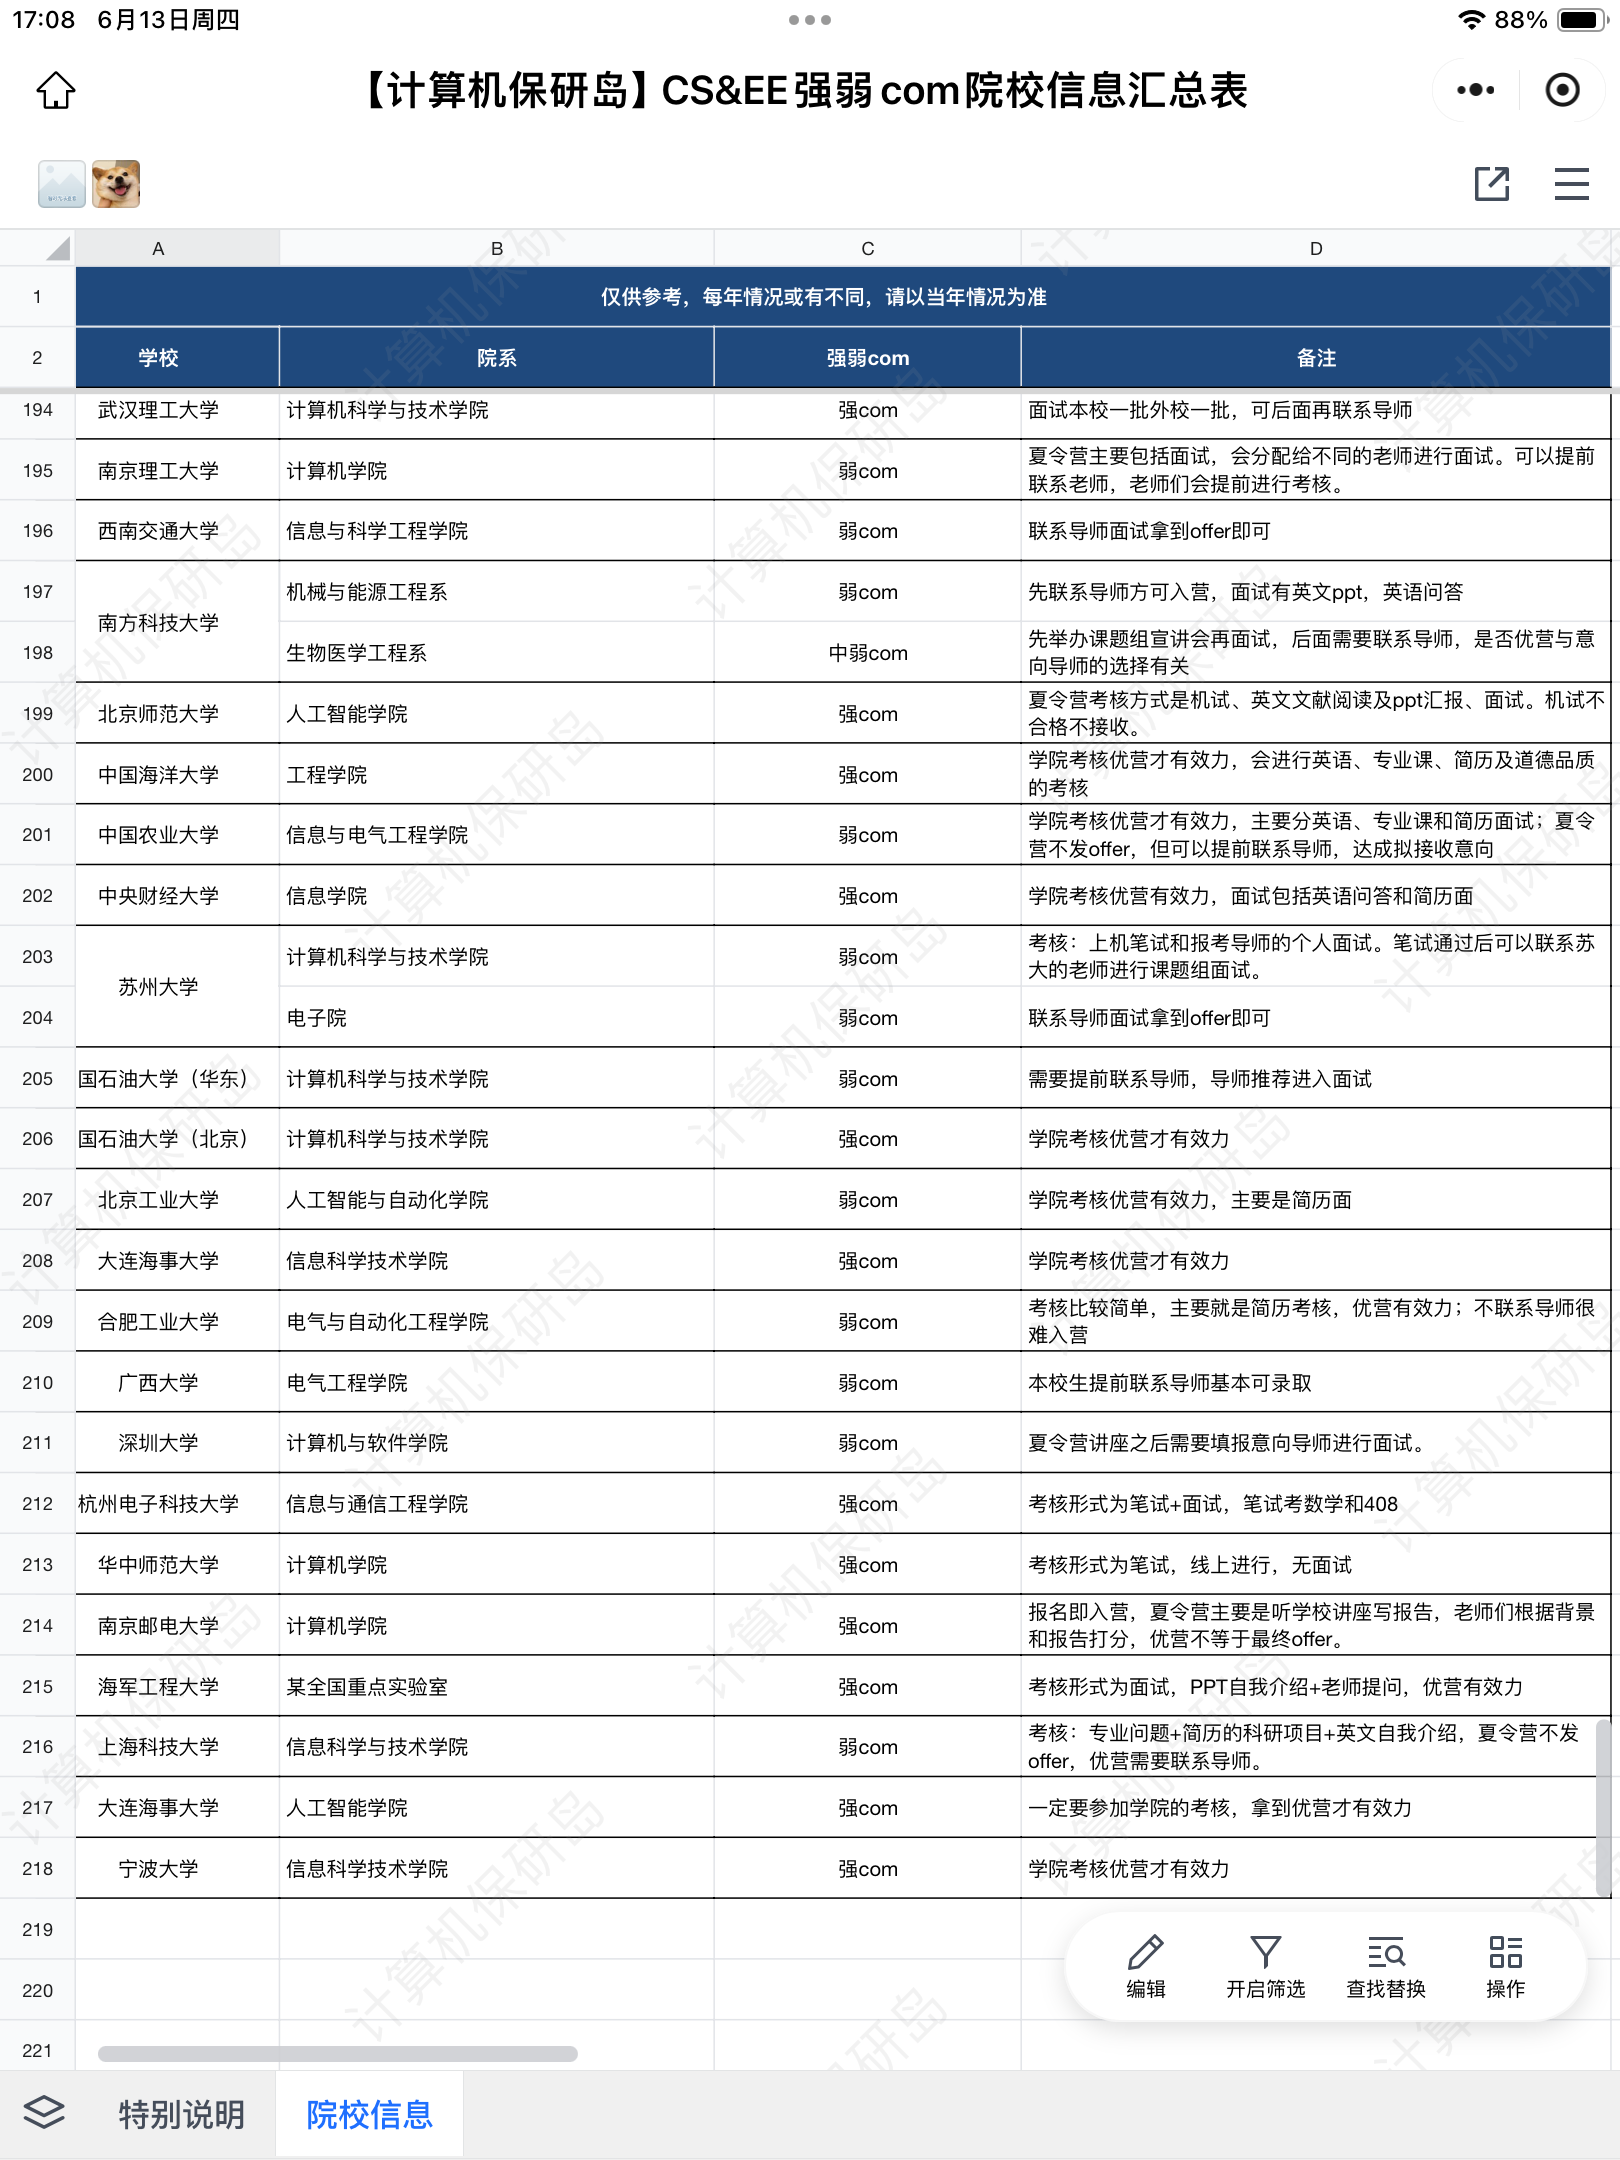 17:08 6月13日周四 88%
【计算机保研岛】CS&EE强弱com院校信息汇总表
A B C D
1 仅供参考，每年情况或有不同，请以当年情况为准
2 学校 院系 强弱com 备注
194 武汉理工大学 计算机科学与技术学院 强com 面试本校一批外校一批，可后面再联系导师
195 南京理工大学 计算机学院 弱com 夏令营主要包括面试，会分配给不同的老师进行面试。可以提前
联系老师，老师们会提前进行考核。
196 西南交通大学 信息与科学工程学院 弱com 联系导师面试拿到offer即可
197 南方科技大学 机械与能源工程系 弱com 先联系导师方可入营，面试有英文ppt，英语问答
198 生物医学工程系 中弱com 先举办课题组宣讲会再面试，后面需要联系导师，是否优营与意
向导师的选择有关
199 北京师范大学 人工智能学院 强com 夏令营考核方式是机试、英文文献阅读及ppt汇报、面试。机试不
合格不接收。
200 中国海洋大学 工程学院 强com 学院考核优营才有效力，会进行英语、专业课、简历及道德品质
的考核
201 中国农业大学 信息与电气工程学院 弱com 学院考核优营才有效力，主要分英语、专业课和简历面试；夏令
营不发offer，但可以提前联系导师，达成拟接收意向
202 中央财经大学 信息学院 强com 学院考核优营有效力，面试包括英语问答和简历面
203 苏州大学 计算机科学与技术学院 弱com 考核：上机笔试和报考导师的个人面试。笔试通过后可以联系苏
大的老师进行课题组面试。
204 电子院 弱com 联系导师面试拿到offer即可
205 国石油大学（华东） 计算机科学与技术学院 弱com 需要提前联系导师，导师推荐进入面试
206 国石油大学（北京） 计算机科学与技术学院 强com 学院考核优营才有效力
207 北京工业大学 人工智能与自动化学院 弱com 学院考核优营有效力，主要是简历面
208 大连海事大学 信息科学技术学院 强com 学院考核优营才有效力
209 合肥工业大学 电气与自动化工程学院 弱com 考核比较简单，主要就是简历考核，优营有效力；不联系导师很
难入营
210 广西大学 电气工程学院 弱com 本校生提前联系导师基本可录取
211 深圳大学 计算机与软件学院 弱com 夏令营讲座之后需要填报意向导师进行面试。
212 杭州电子科技大学 信息与通信工程学院 强com 考核形式为笔试+面试，笔试考数学和408
213 华中师范大学 计算机学院 强com 考核形式为笔试，线上进行，无面试
214 南京邮电大学 计算机学院 强com 报名即入营，夏令营主要是听学校讲座写报告，老师们根据背景
和报告打分，优营不等于最终offer。
215 海军工程大学 某全国重点实验室 强com 考核形式为面试，PPT自我介绍+老师提问，优营有效力
216 上海科技大学 信息科学与技术学院 弱com 考核：专业问题+简历的科研项目+英文自我介绍，夏令营不发
offer，优营需要联系导师。
217 大连海事大学 人工智能学院 强com 一定要参加学院的考核，拿到优营才有效力
218 宁波大学 信息科学技术学院 强com 学院考核优营才有效力
219
220
221
编辑 开启筛选 查找替换 操作
特别说明 院校信息
计算机保研岛